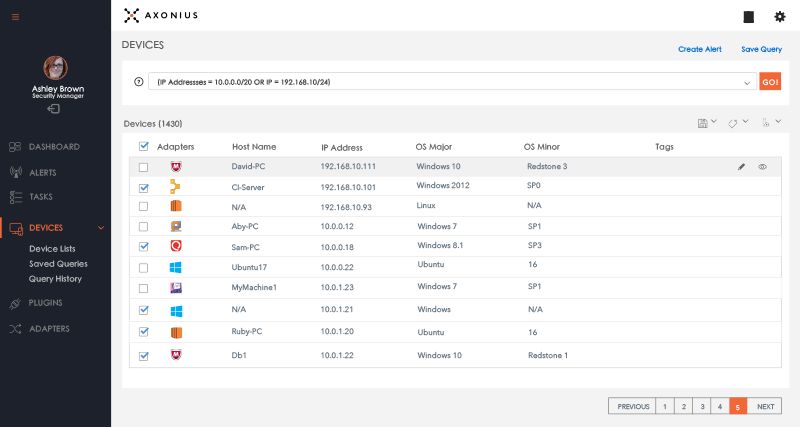 AXONIUS
DEVICES
Create Alert Save Query
Ashley Brown
Security Manager
(IP Addressses = 10.0.0.0/20 OR IP = 192.168.10/24)
GO!
Devices (1430)
DASHBOARD
ALERTS
TASKS
DEVICES
Device Lists
Saved Queries
Query History
PLUGINS
ADAPTERS
Adapters Host Name IP Address OS Major OS Minor Tags
David-PC 192.168.10.111 Windows 10 Redstone 3
CI-Server 192.168.10.101 Windows 2012 SP0
N/A 192.168.10.93 Linux N/A
Aby-PC 10.0.0.12 Windows 7 SP1
Sam-PC 10.0.0.18 Windows 8.1 SP3
Ubuntu17 10.0.0.22 Ubuntu 16
MyMachine1 10.0.1.23 Windows 7 SP1
N/A 10.0.1.21 Windows N/A
Ruby-PC 10.0.1.20 Ubuntu 16
Db1 10.0.1.22 Windows 10 Redstone 1
PREVIOUS 1 2 3 4 5 NEXT